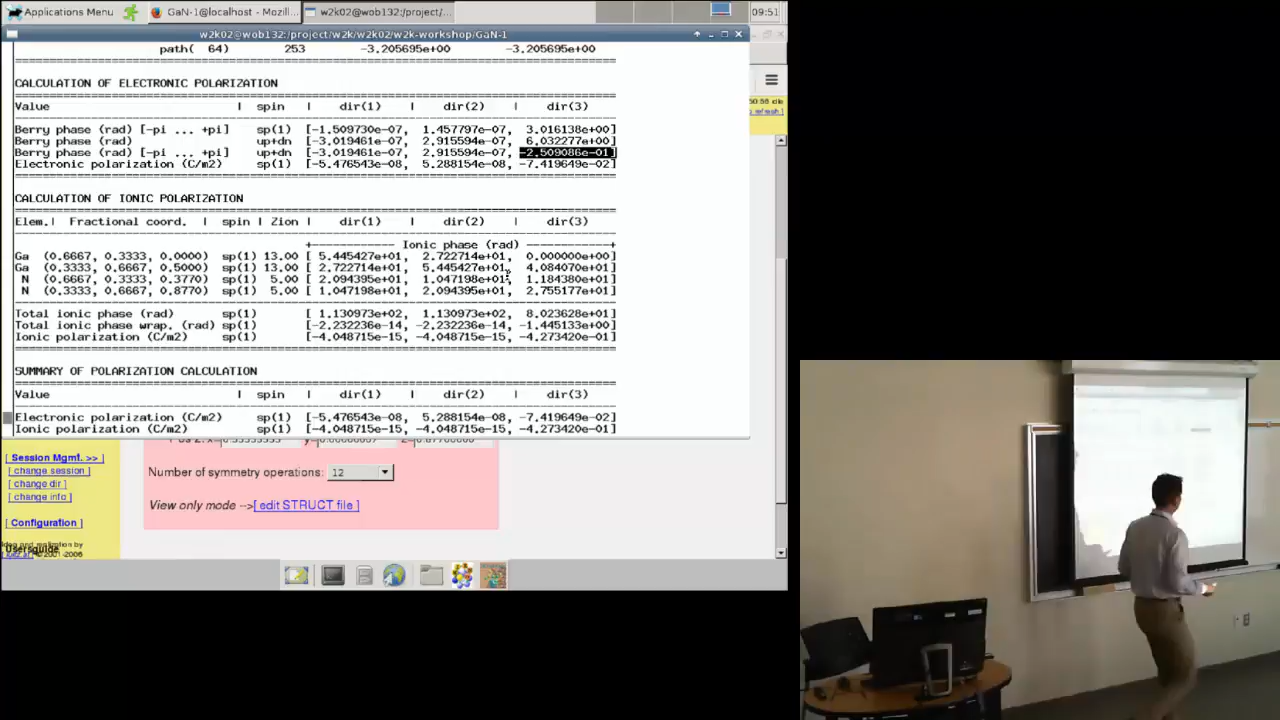 Applications Menu
GaN-1@localhost - Mozill...
w2k02@wob132:/project/...
09:51
w2k02@wob132:/project/w2k/w2k02/w2k-workshop/GaN-1
path( 64) 253 -3.205695e+00 -3.205695e+00
CALCULATION OF ELECTRONIC POLARIZATION
Value | spin | dir(1) | dir(2) | dir(3)
Berry phase (rad) [-pi ... +pi] sp(1) [-1.509730e-07, 1.457797e-07, 3.016138e+00]
Berry phase (rad) up+dn [-3.019461e-07, 2.915594e-07, 6.032277e+00]
Berry phase (rad) [-pi ... +pi] up+dn [-3.019461e-07, 2.915594e-07, -2.509086e-01]
Electronic polarization (C/m2) sp(1) [-5.476543e-08, 5.288154e-08, -7.419649e-02]
CALCULATION OF IONIC POLARIZATION
Elem.| Fractional coord. | spin | Zion | dir(1) | dir(2) | dir(3)
+---------- Ionic phase (rad) ----------+
Ga (0.6667, 0.3333, 0.0000) sp(1) 13.00 [ 5.445427e+01, 2.722714e+01, 0.000000e+00]
Ga (0.3333, 0.6667, 0.5000) sp(1) 13.00 [ 2.722714e+01, 5.445427e+01, 4.084070e+01]
N (0.6667, 0.3333, 0.3770) sp(1) 5.00 [ 2.094395e+01, 1.047198e+01, 1.184380e+01]
N (0.3333, 0.6667, 0.8770) sp(1) 5.00 [ 1.047198e+01, 2.094395e+01, 2.755177e+01]
Total ionic phase (rad) sp(1) [ 1.130973e+02, 1.130973e+02, 8.023628e+01]
Total ionic phase wrap. (rad) sp(1) [-2.232236e-14, -2.232236e-14, -1.445133e+00]
Ionic polarization (C/m2) sp(1) [-4.048715e-15, -4.048715e-15, -4.273420e-01]
SUMMARY OF POLARIZATION CALCULATION
Value | spin | dir(1) | dir(2) | dir(3)
Electronic polarization (C/m2) sp(1) [-5.476543e-08, 5.288154e-08, -7.419649e-02]
Ionic polarization (C/m2) sp(1) [-4.048715e-15, -4.048715e-15, -4.273420e-01]
[ Session Mgmt. >> ]
[ change session ]
[ change dir ]
[ change info ]
[ Configuration ]
Usersguide
Number of symmetry operations: 12
View only mode -->[ edit STRUCT file ]